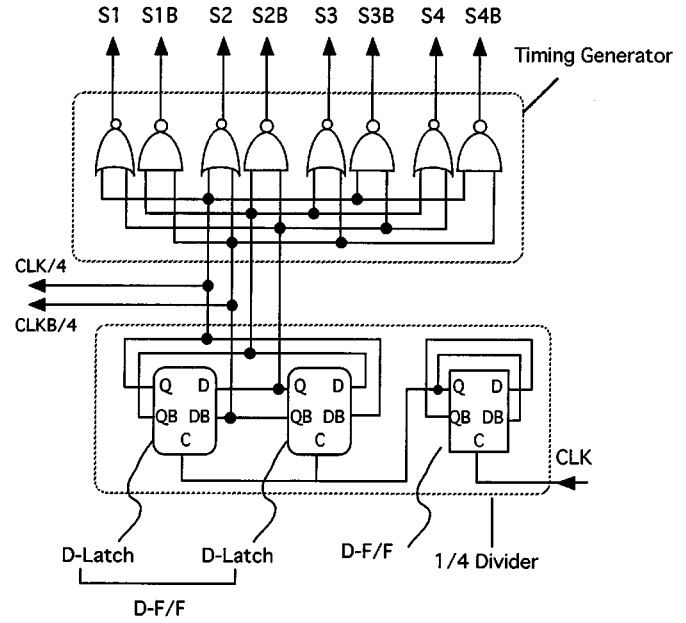 S1 S1B S2 S2B S3 S3B S4 S4B
Timing Generator
CLK/4
CLKB/4
Q D
QB DB
C
Q D
QB DB
C
Q D
QB DB
C
CLK
D-Latch
D-Latch
D-F/F
1/4 Divider
D-F/F